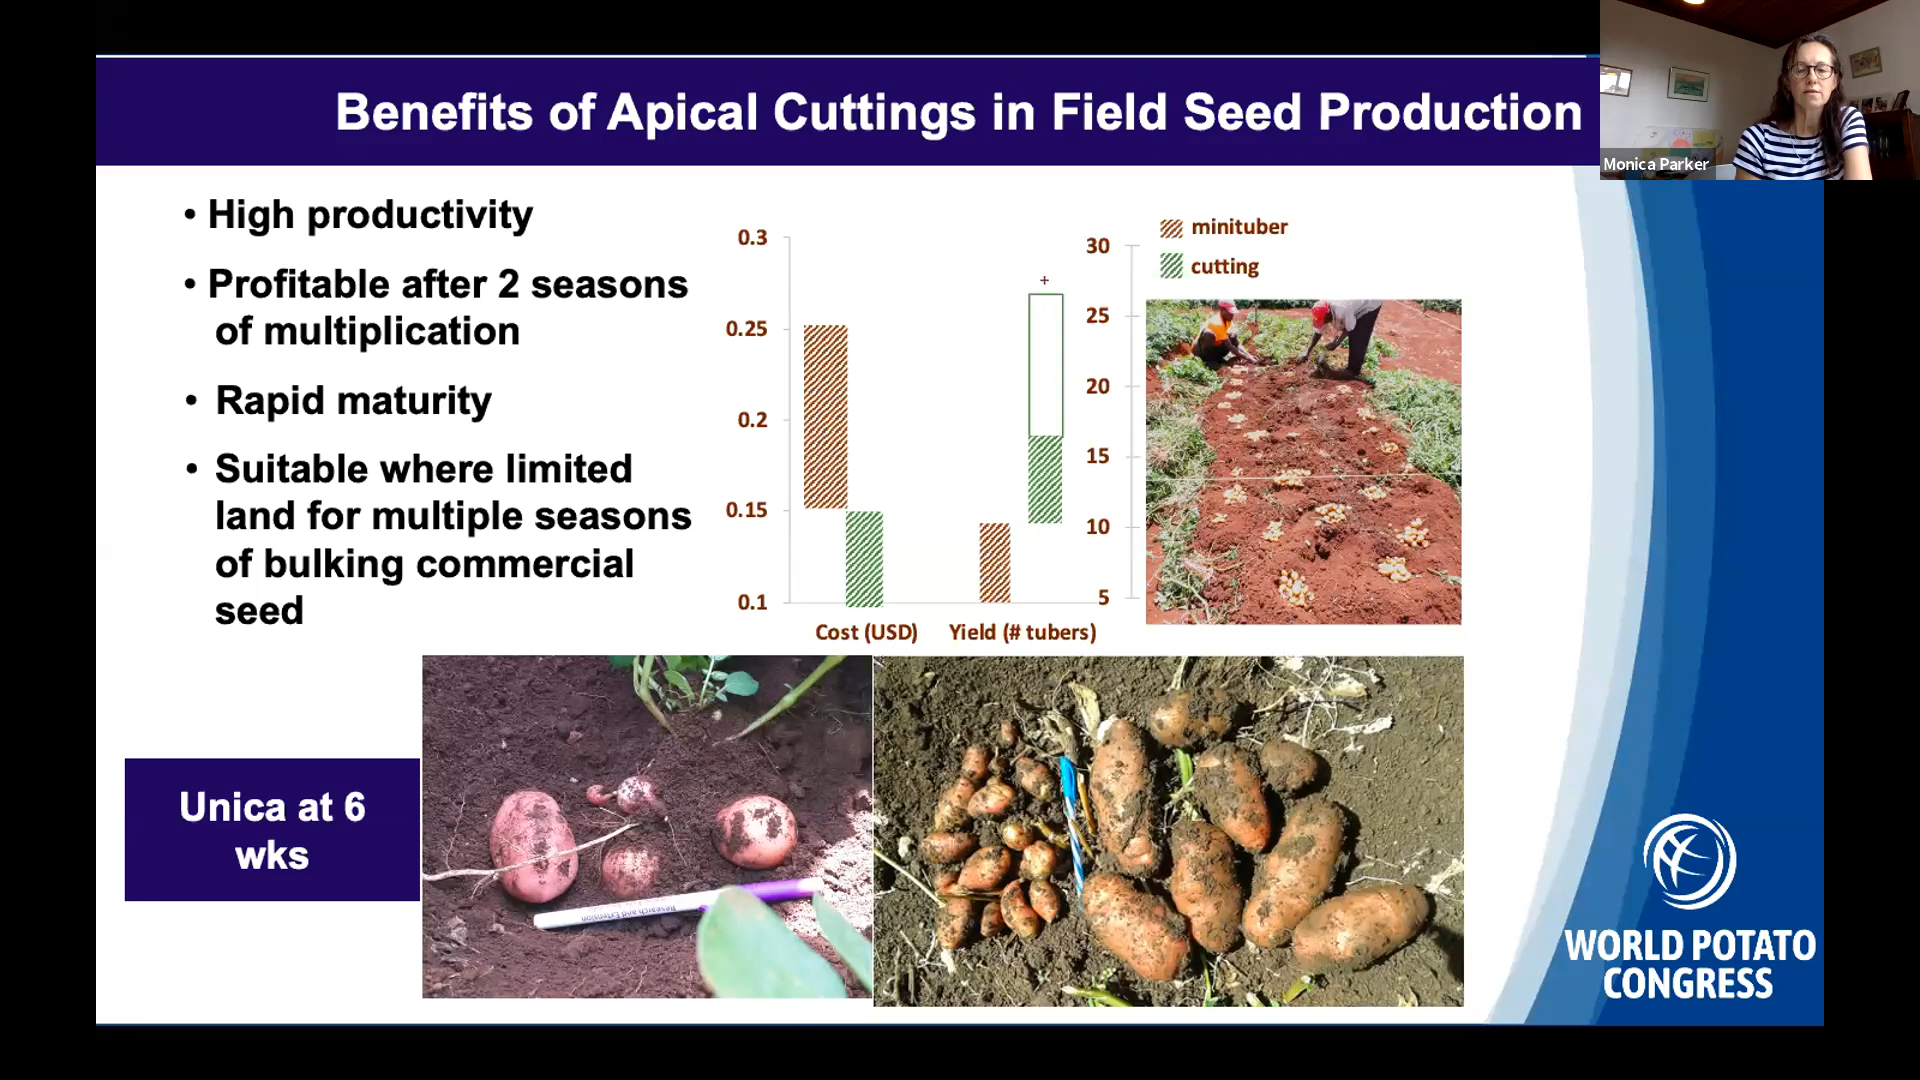 Benefits of Apical Cuttings in Field Seed Production
Monica Parker
• High productivity
• Profitable after 2 seasons
of multiplication
• Rapid maturity
• Suitable where limited
land for multiple seasons
of bulking commercial
seed
0.3
0.25
0.2
0.15
0.1
+
30
25
20
15
10
5
minituber
cutting
Cost (USD)
Yield (# tubers)
Unica at 6
wks
Research and Extension
WORLD POTATO
CONGRESS